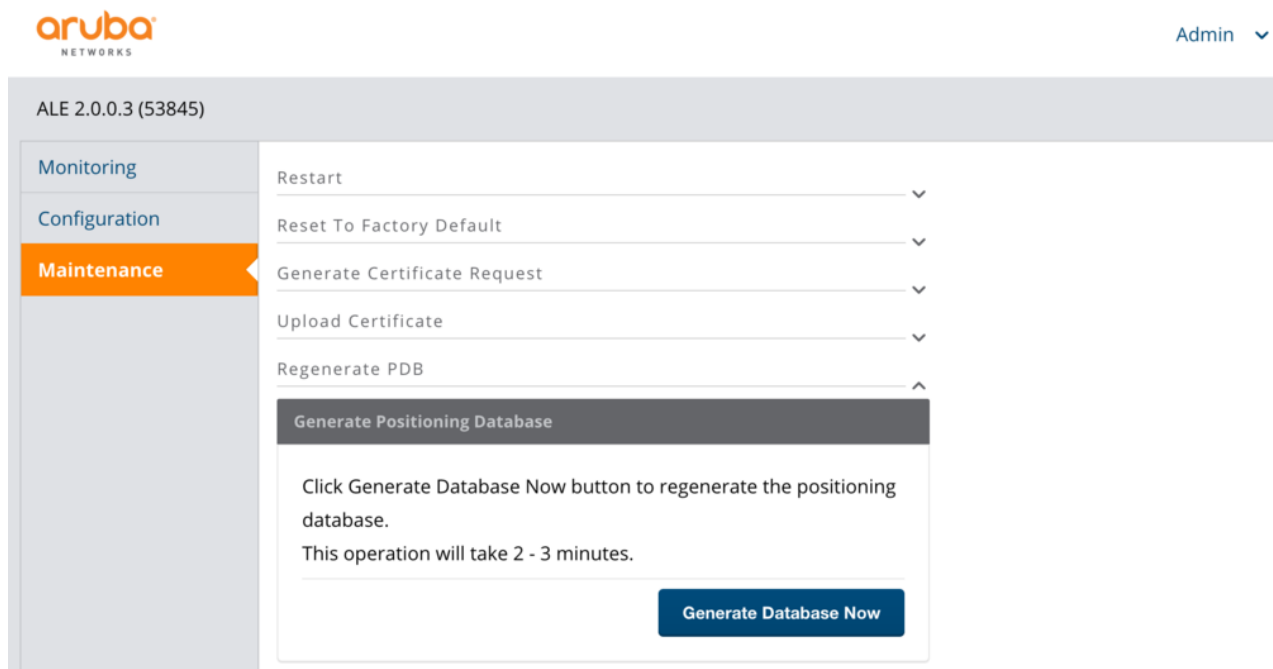 aruba
NETWORKS
Admin
ALE 2.0.0.3 (53845)
Monitoring
Configuration
Maintenance
Restart
Reset To Factory Default
Generate Certificate Request
Upload Certificate
Regenerate PDB
Generate Positioning Database
Click Generate Database Now button to regenerate the positioning
database.
This operation will take 2 - 3 minutes.
Generate Database Now